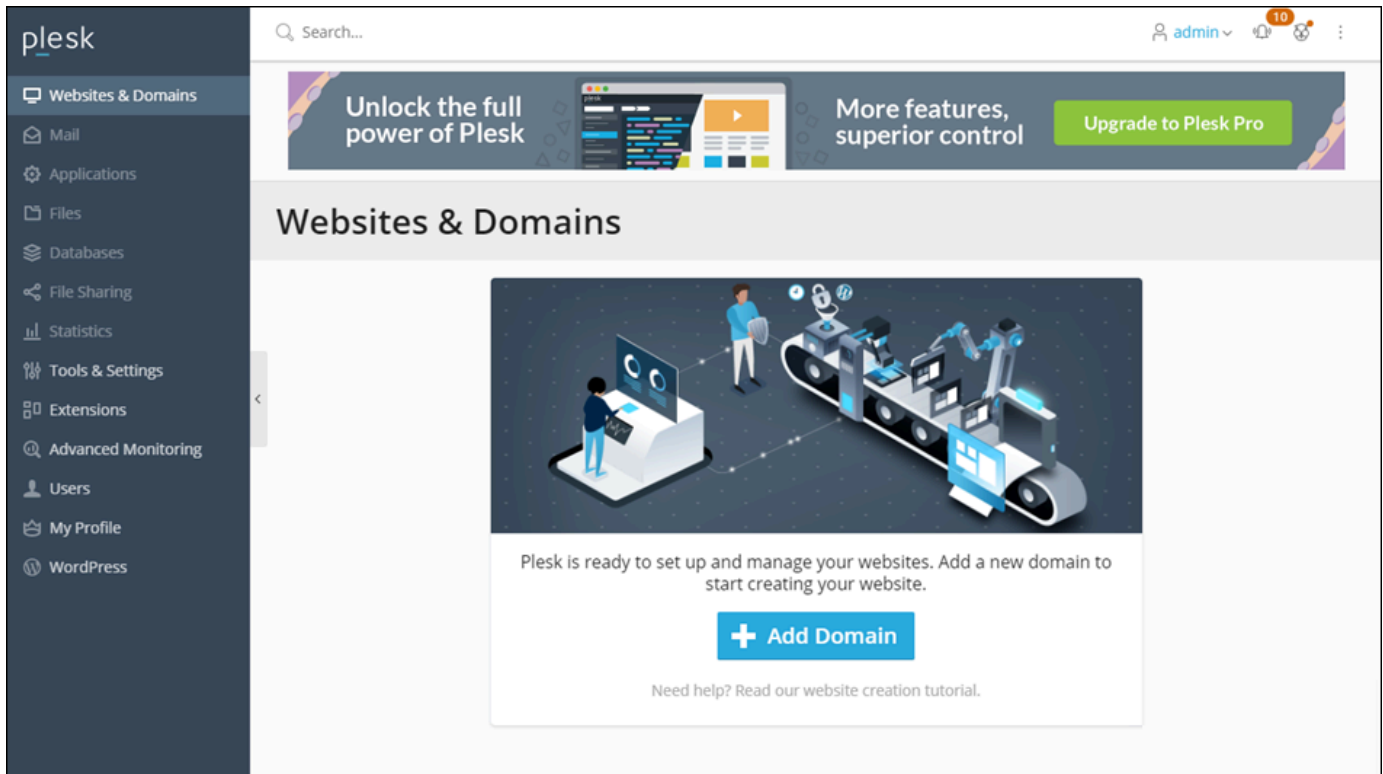 plesk
Websites & Domains
Mail
Applications
Files
Databases
File Sharing
Statistics
Tools & Settings
Extensions
Advanced Monitoring
Users
My Profile
WordPress
Search...
admin
10
Unlock the full
power of Plesk
plesk
More features,
superior control
Upgrade to Plesk Pro
Websites & Domains
Plesk is ready to set up and manage your websites. Add a new domain to
start creating your website.
Add Domain
Need help? Read our website creation tutorial.